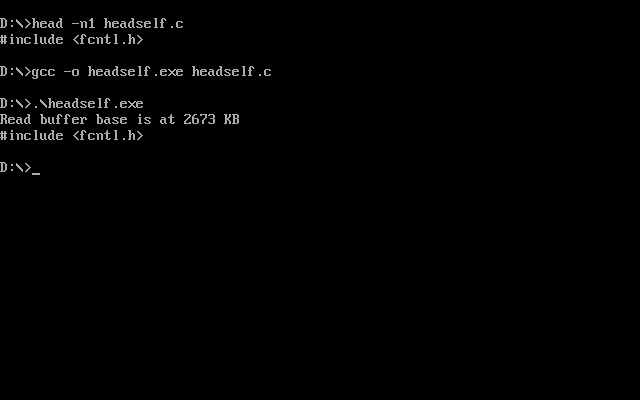 D:\>head -n1 headself.c
#include <fcntl.h>
D:\>gcc -o headself.exe headself.c
D:\>.\headself.exe
Read buffer base is at 2673 KB
#include <fcntl.h>
D:\>_